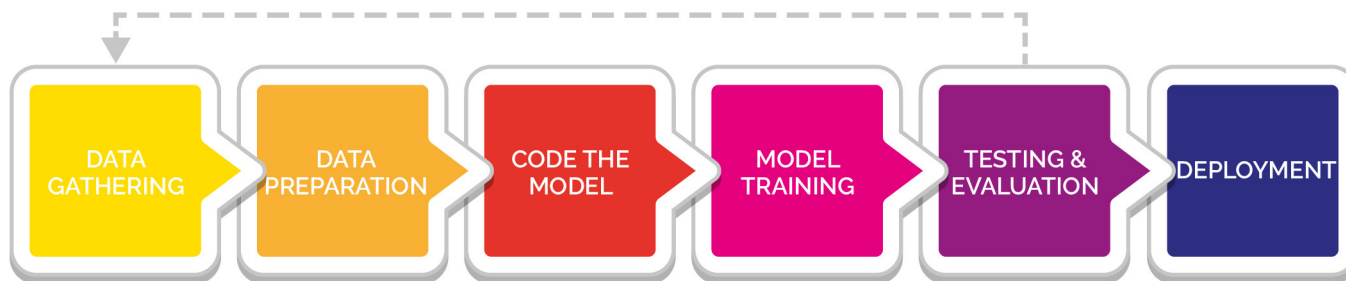 DATA
GATHERING
DATA
PREPARATION
CODE THE
MODEL
MODEL
TRAINING
TESTING &
EVALUATION
DEPLOYMENT